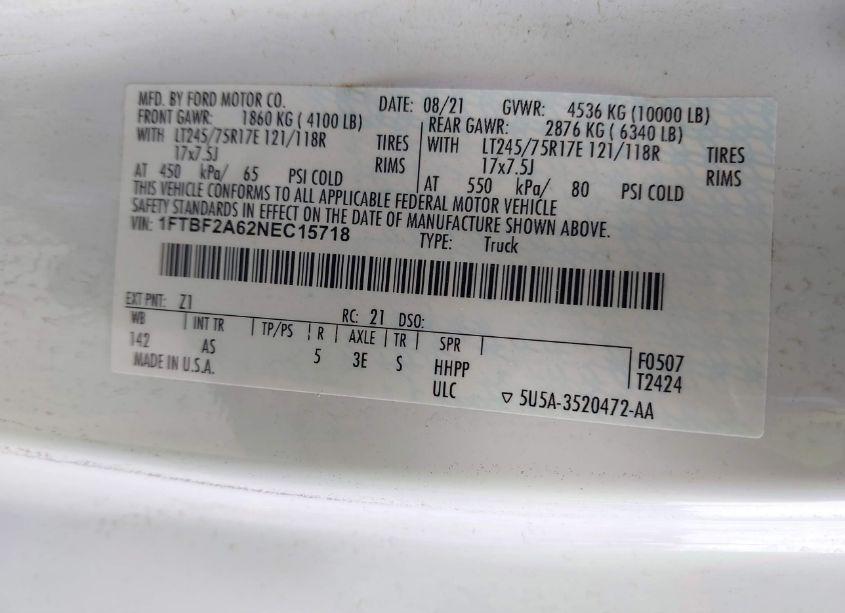 MFD. BY FORD MOTOR CO.
DATE: 08/21 GVWR: 4536 KG (10000 LB)
FRONT GAWR: 1860 KG ( 4100 LB)
WITH LT245/75R17E 121/118R TIRES
17x7.5J RIMS
AT 450 kPa/ 65 PSI COLD
REAR GAWR: 2876 KG ( 6340 LB)
WITH LT245/75R17E 121/118R TIRES
17x7.5J RIMS
AT 550 kPa/ 80 PSI COLD
THIS VEHICLE CONFORMS TO ALL APPLICABLE FEDERAL MOTOR VEHICLE
SAFETY STANDARDS IN EFFECT ON THE DATE OF MANUFACTURE SHOWN ABOVE.
VIN: 1FTBF2A62NEC15718
TYPE: Truck
EXT PNT: Z1 RC: 21 DSO:
WB INT TR TP/PS R AXLE TR SPR
142 AS 5 3E S HHPP
ULC
F0507
T2424
MADE IN U.S.A.
▽ 5U5A-3520472-AA